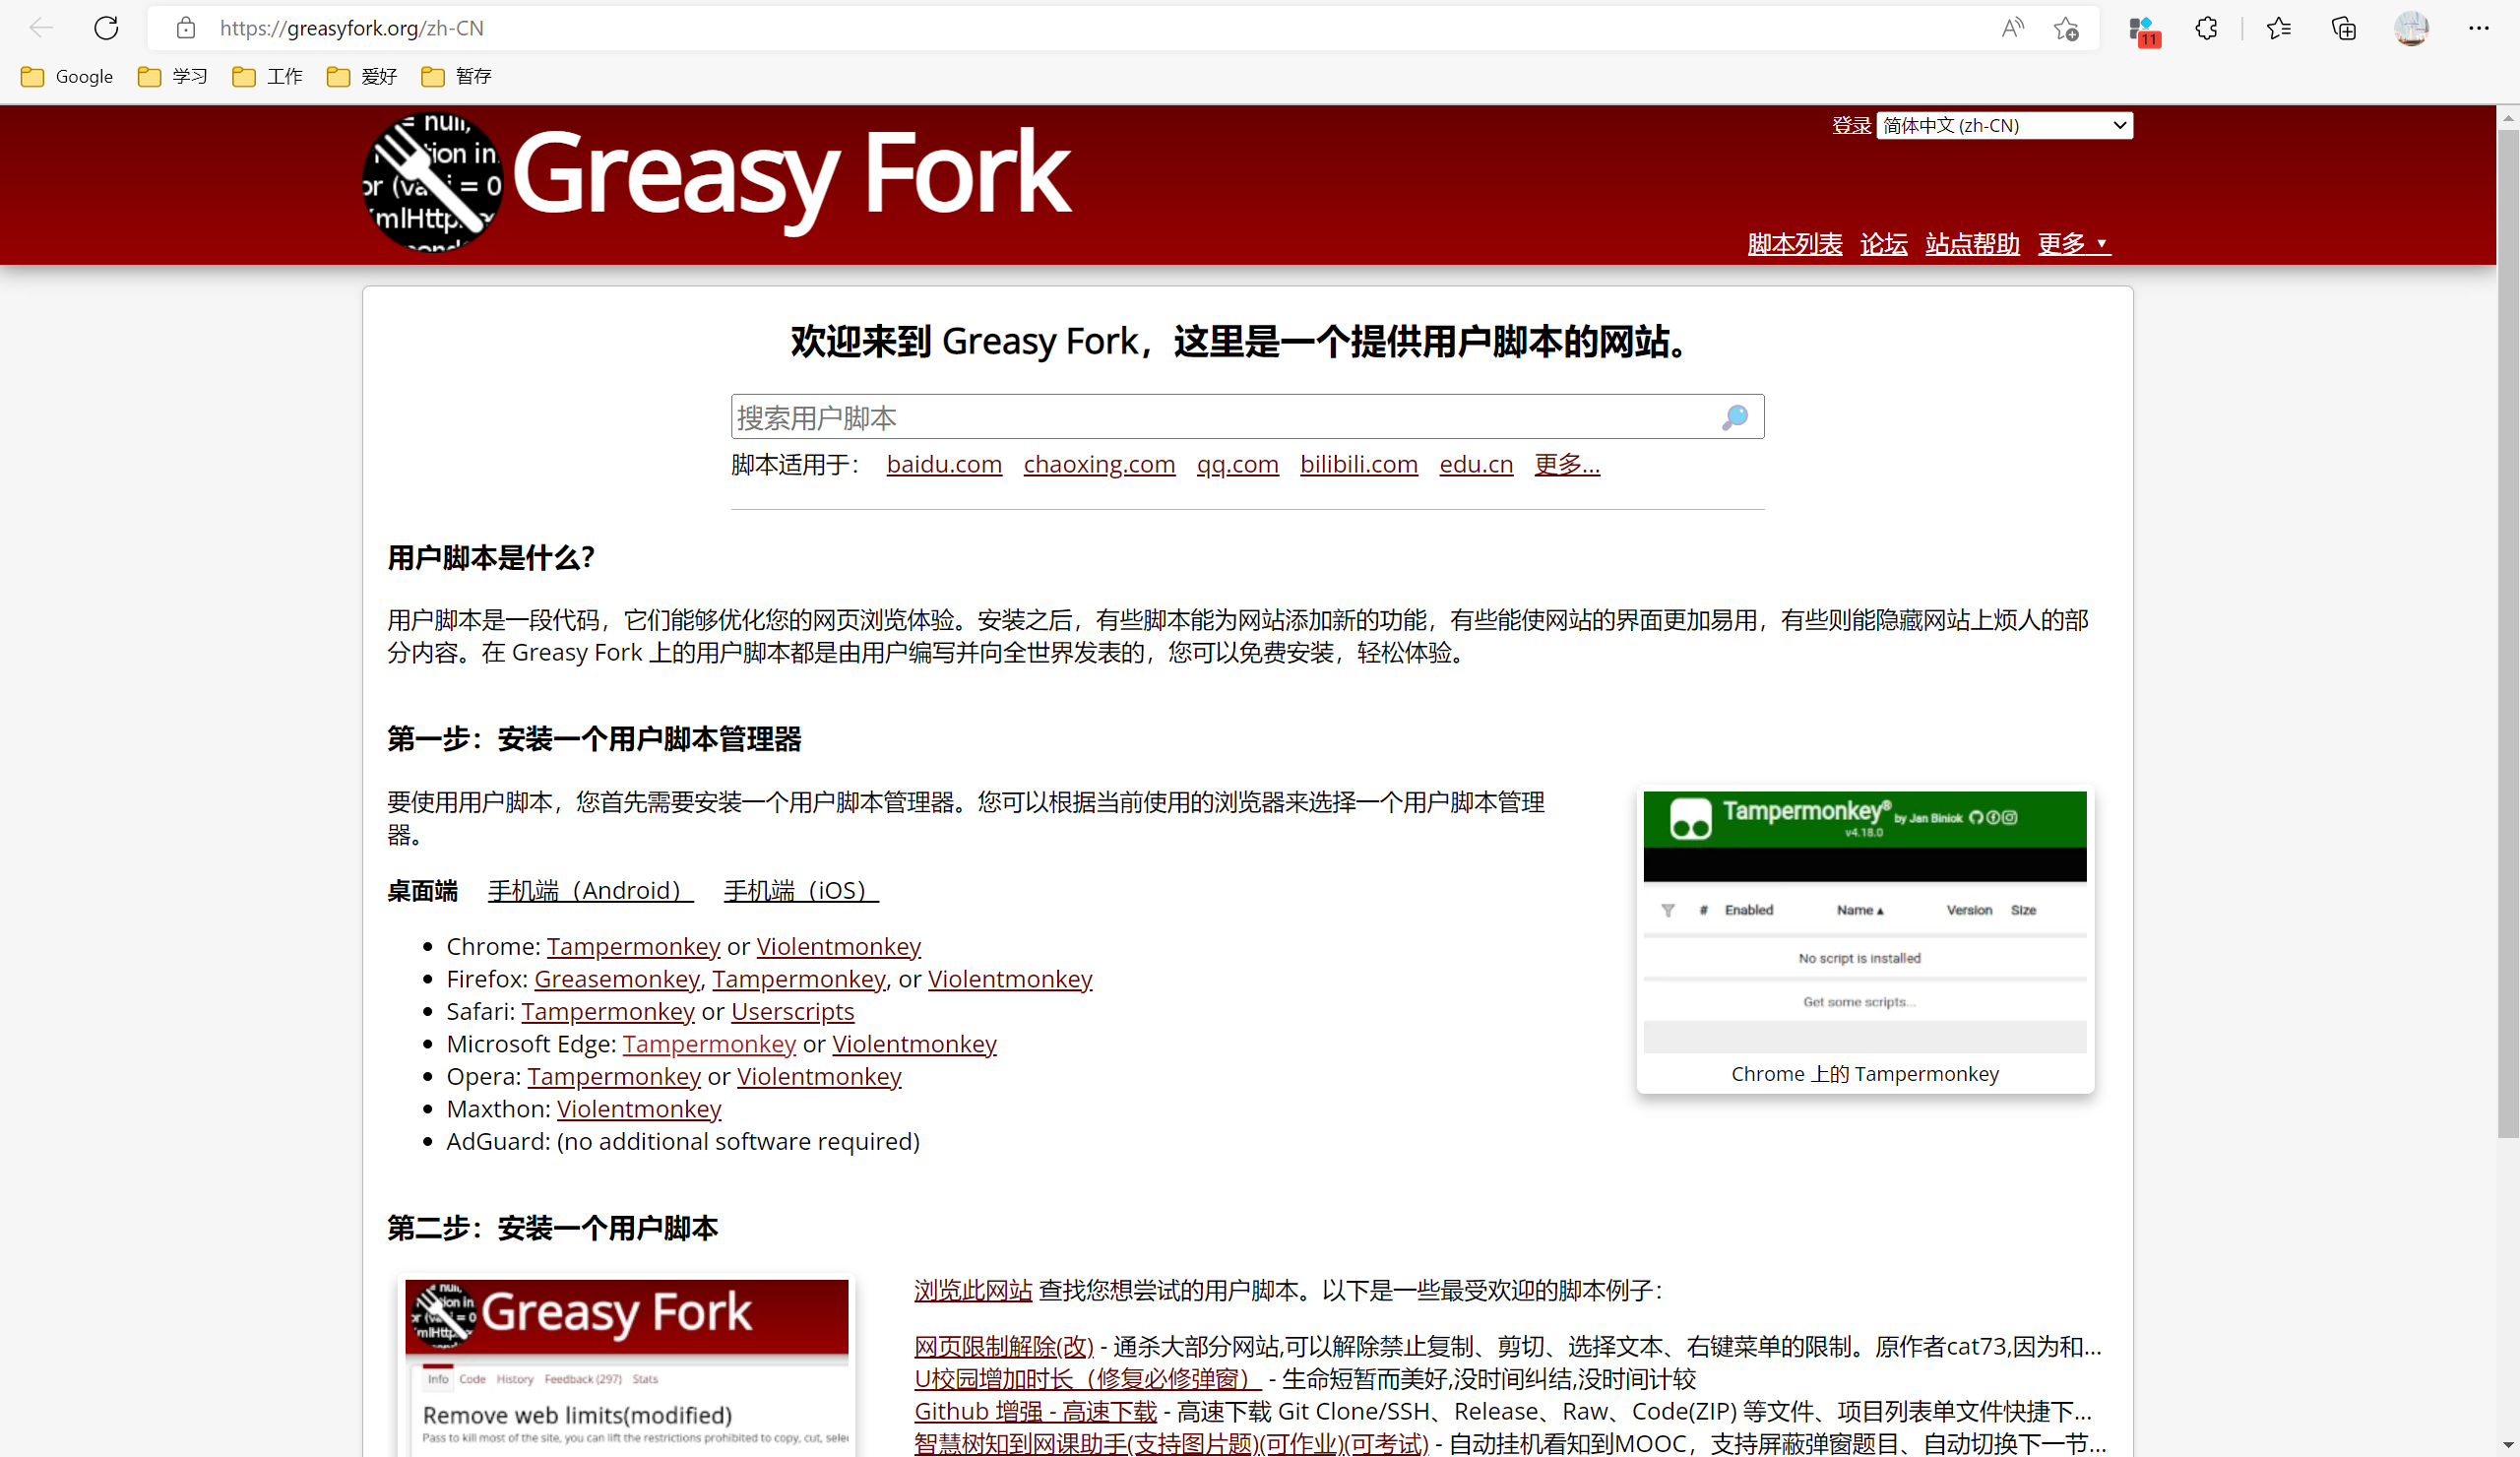 https://greasyfork.org/zh-CN
11
Google 学习 工作 爱好 暂存
Greasy Fork
登录 简体中文 (zh-CN)
脚本列表 论坛 站点帮助 更多 ▼
欢迎来到 Greasy Fork，这里是一个提供用户脚本的网站。
搜索用户脚本
脚本适用于： baidu.com chaoxing.com qq.com bilibili.com edu.cn 更多...
用户脚本是什么？
用户脚本是一段代码，它们能够优化您的网页浏览体验。安装之后，有些脚本能为网站添加新的功能，有些能使网站的界面更加易用，有些则能隐藏网站上烦人的部
分内容。在 Greasy Fork 上的用户脚本都是由用户编写并向全世界发表的，您可以免费安装，轻松体验。
第一步：安装一个用户脚本管理器
要使用用户脚本，您首先需要安装一个用户脚本管理器。您可以根据当前使用的浏览器来选择一个用户脚本管理
器。
桌面端 手机端（Android） 手机端（iOS）
Chrome: Tampermonkey or Violentmonkey
Firefox: Greasemonkey, Tampermonkey, or Violentmonkey
Safari: Tampermonkey or Userscripts
Microsoft Edge: Tampermonkey or Violentmonkey
Opera: Tampermonkey or Violentmonkey
Maxthon: Violentmonkey
AdGuard: (no additional software required)
Tampermonkey® by Jan Biniok
v4.18.0
# Enabled Name ▴ Version Size
No script is installed
Get some scripts...
Chrome 上的 Tampermonkey
第二步：安装一个用户脚本
Greasy Fork
Info Code History Feedback (297) Stats
Remove web limits(modified)
Pass to kill most of the site, you can lift the restrictions prohibited to copy, cut, selec
浏览此网站 查找您想尝试的用户脚本。以下是一些最受欢迎的脚本例子：
网页限制解除(改) - 通杀大部分网站,可以解除禁止复制、剪切、选择文本、右键菜单的限制。原作者cat73,因为和...
U校园增加时长（修复必修弹窗） - 生命短暂而美好,没时间纠结,没时间计较
Github 增强 - 高速下载 - 高速下载 Git Clone/SSH、Release、Raw、Code(ZIP) 等文件、项目列表单文件快捷下...
智慧树知到网课助手(支持图片题)(可作业)(可考试) - 自动挂机看知到MOOC，支持屏蔽弹窗题目、自动切换下一节...